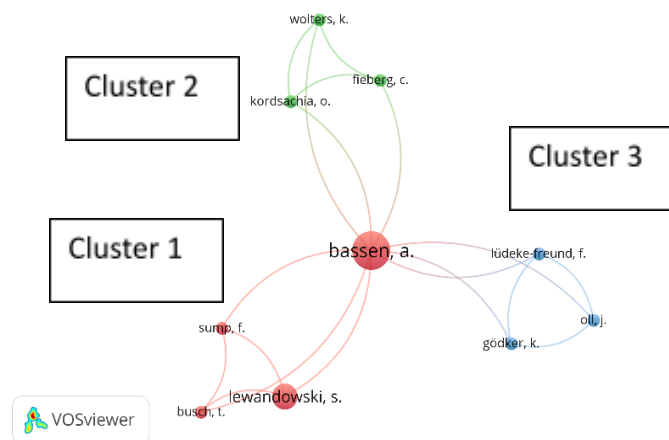 wolters, k.
Cluster 2
fieberg, c.
kordsachia, o.
Cluster 3
Cluster 1
bassen, a.
lüdeke-freund, f.
sump, f.
oll, j.
gödker, k.
lewandowski, s.
busch, t.
VOSviewer